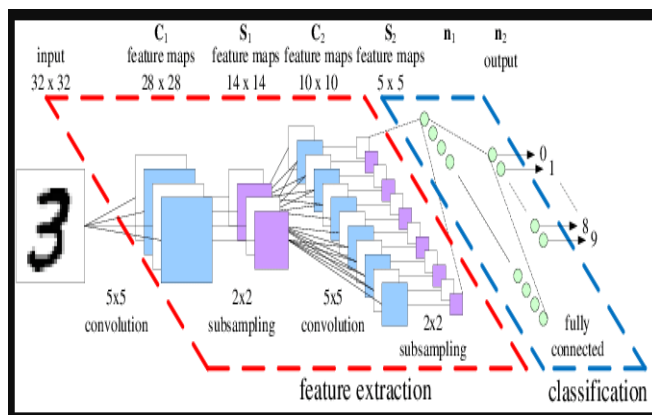 C1 S1 C2 S2 n1 n2
input feature maps feature maps feature maps feature maps output
32 x 32 28 x 28 14 x 14 10 x 10 5 x 5
0
1
3
8
9
5x5 2x2 5x5 2x2 fully
convolution subsampling convolution subsampling connected
feature extraction classification